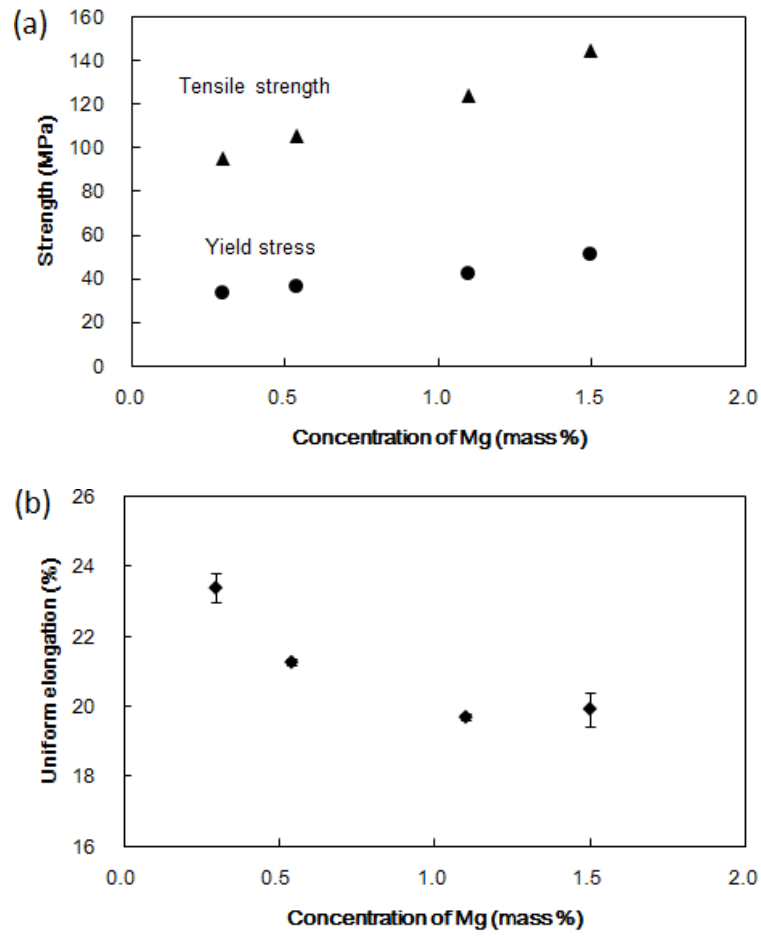 (a)
160
140
120
100
80
60
40
20
0
Strength (MPa)
Tensile strength
Yield stress
0.0 0.5 1.0 1.5 2.0
Concentration of Mg (mass %)
(b)
26
24
22
20
18
16
Uniform elongation (%)
0.0 0.5 1.0 1.5 2.0
Concentration of Mg (mass %)